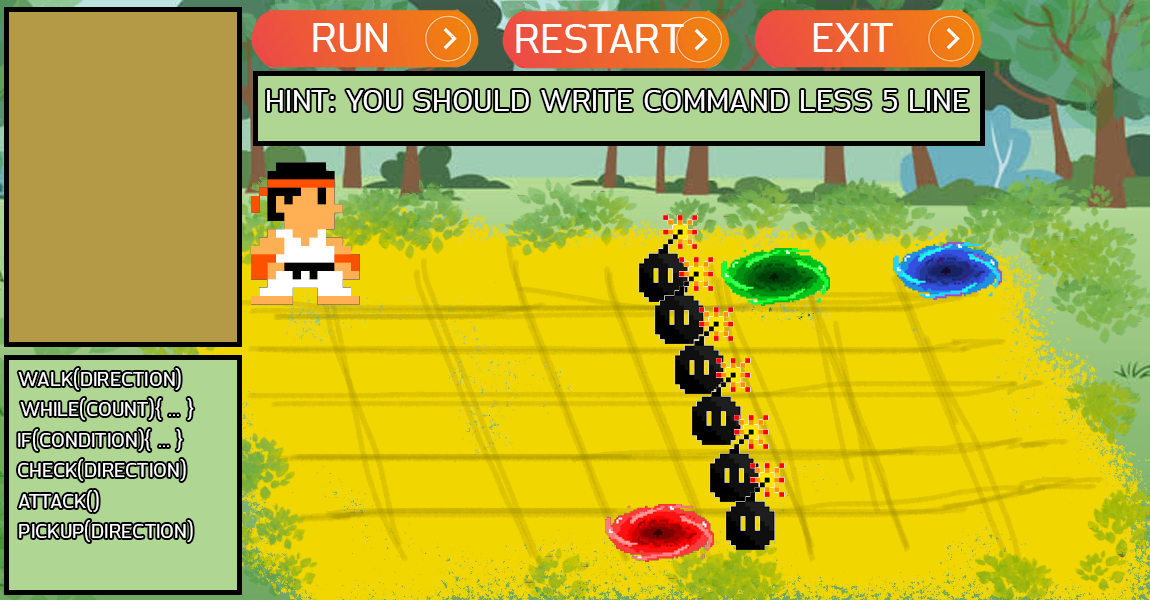 RUN
RESTART
EXIT
HINT: YOU SHOULD WRITE COMMAND LESS 5 LINE
WALK(DIRECTION)
WHILE(COUNT){ ... }
IF(CONDITION){ ... }
CHECK(DIRECTION)
ATTACK()
PICKUP(DIRECTION)